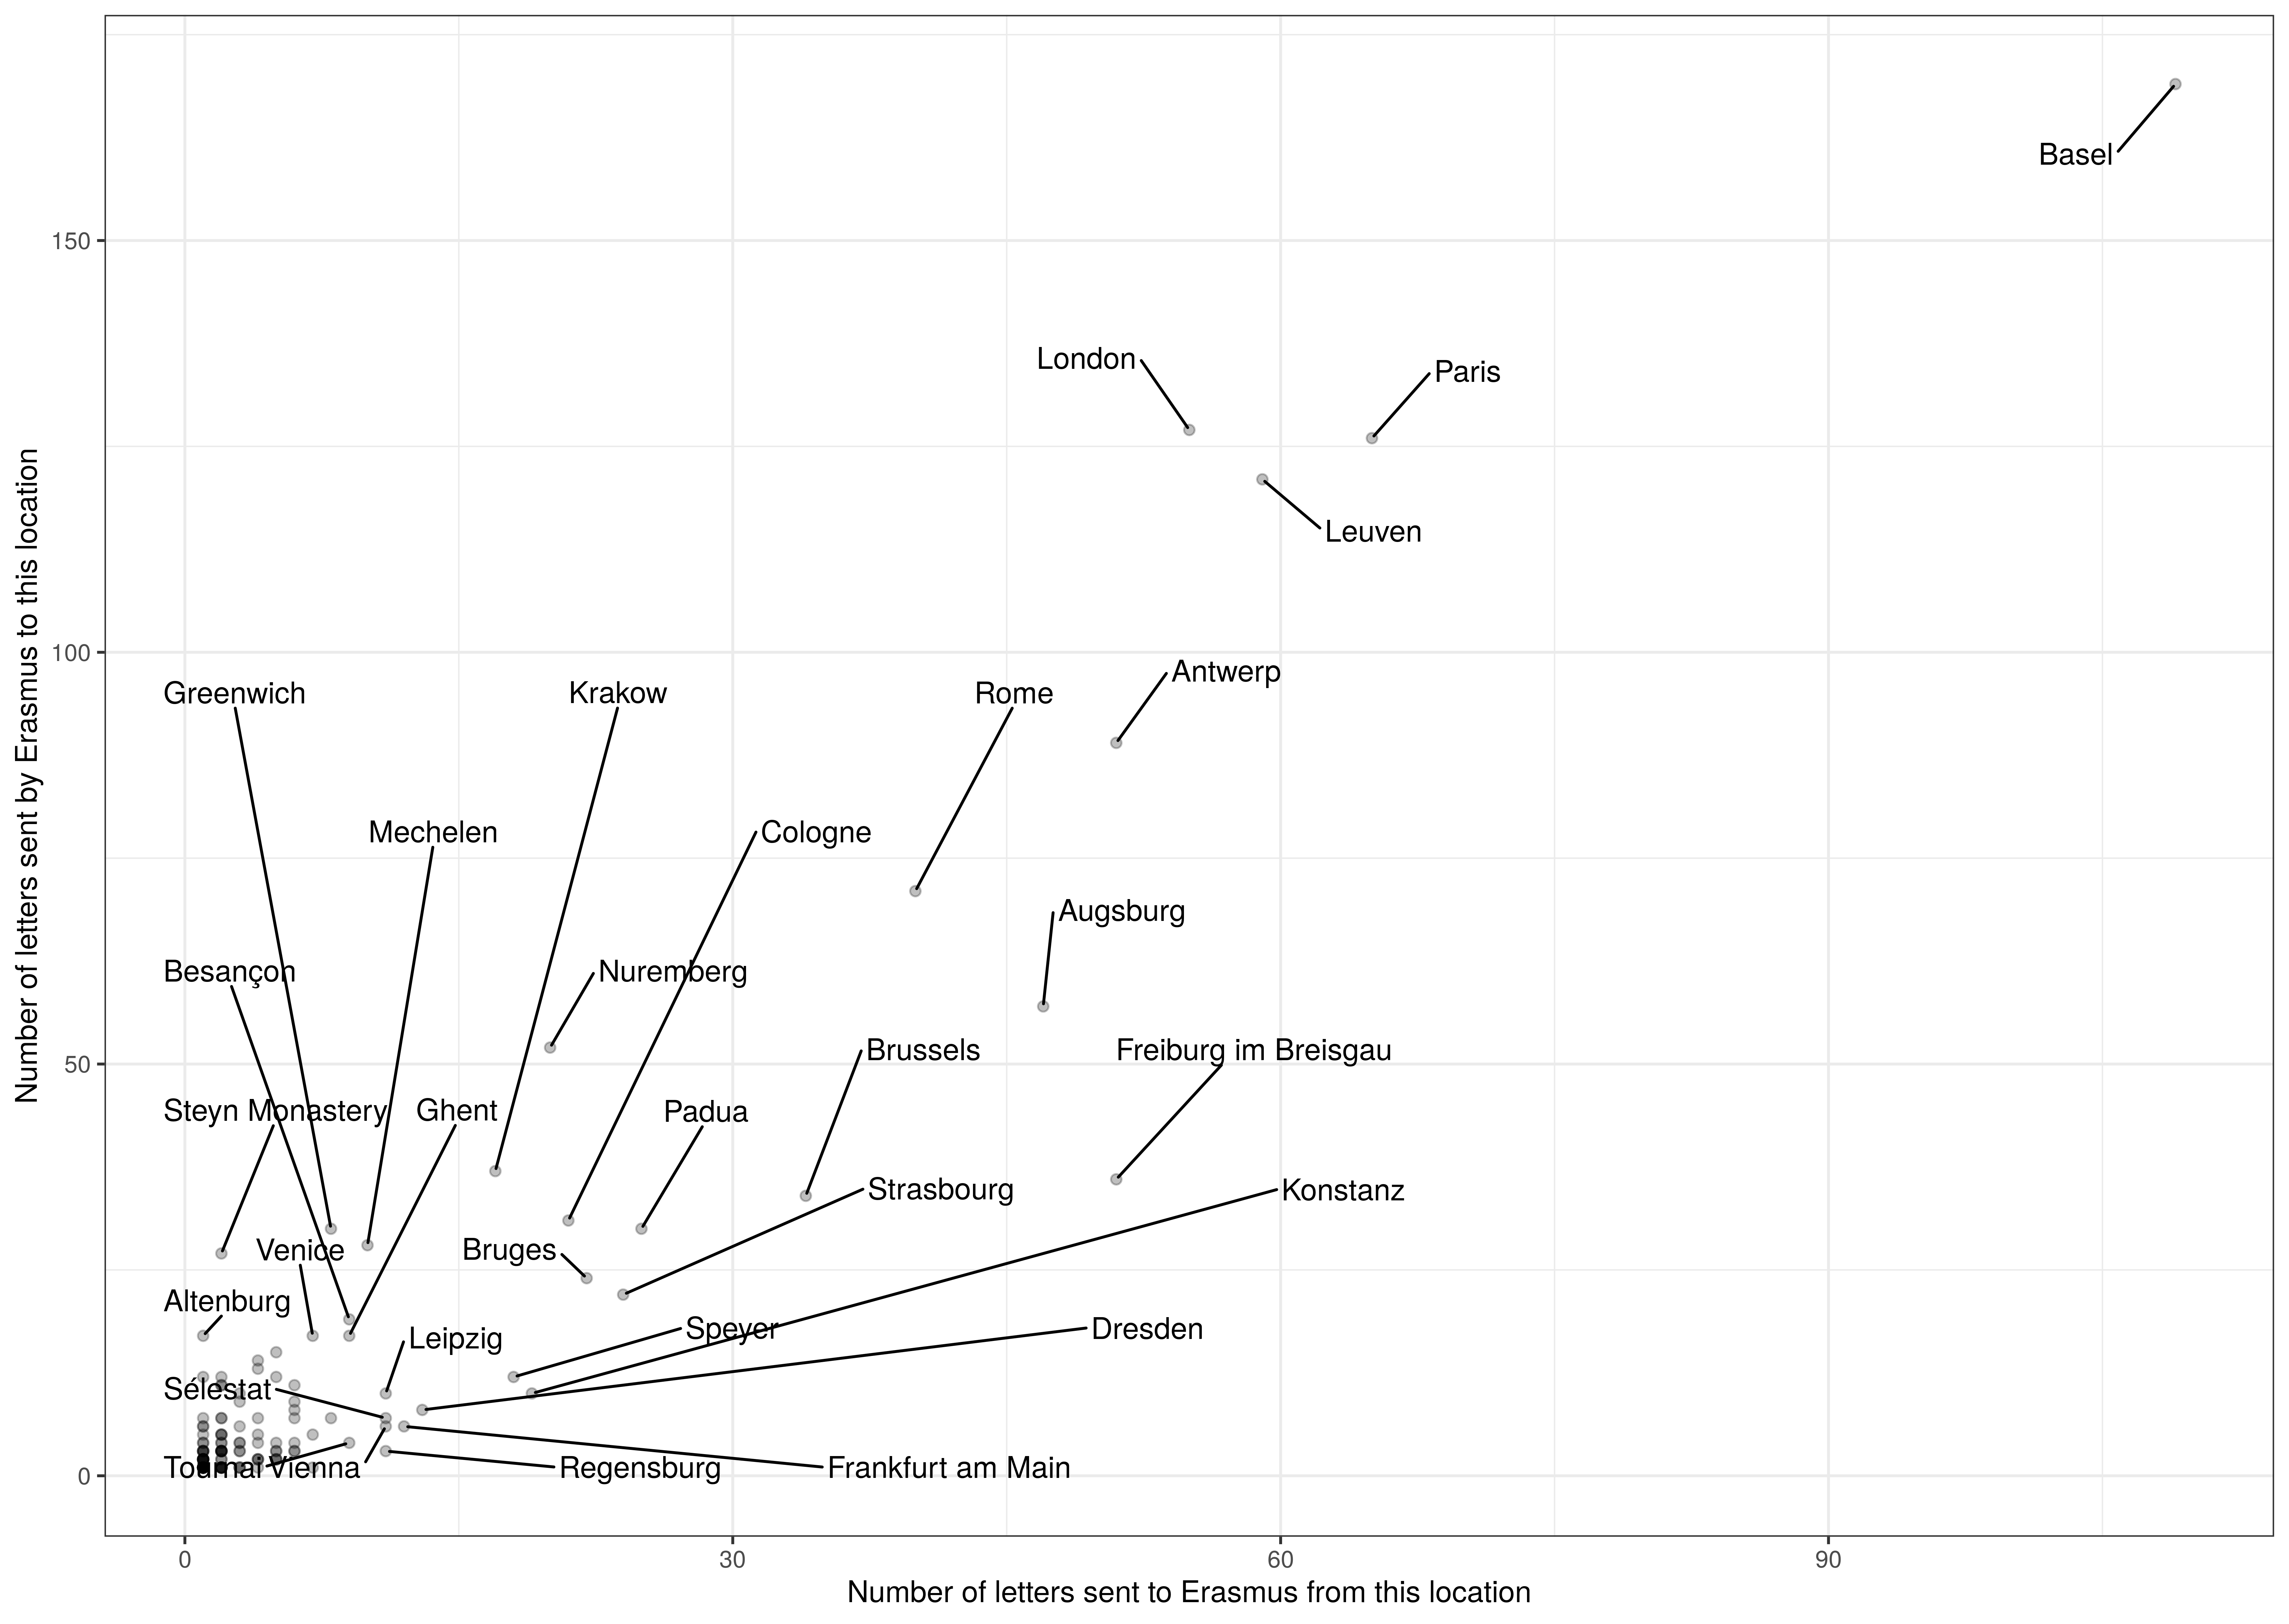 Basel
150
London
Paris
Leuven
Number of letters sent by Erasmus to this location
100
Antwerp
Greenwich
Krakow
Rome
Mechelen
Cologne
Augsburg
Besançon
Nuremberg
50
Brussels
Freiburg im Breisgau
Steyn Monastery
Ghent
Padua
Strasbourg
Konstanz
Venice
Bruges
Altenburg
Leipzig
Speyer
Dresden
Sélestat
Tournai
Vienna
Regensburg
Frankfurt am Main
0
0
30
60
90
Number of letters sent to Erasmus from this location